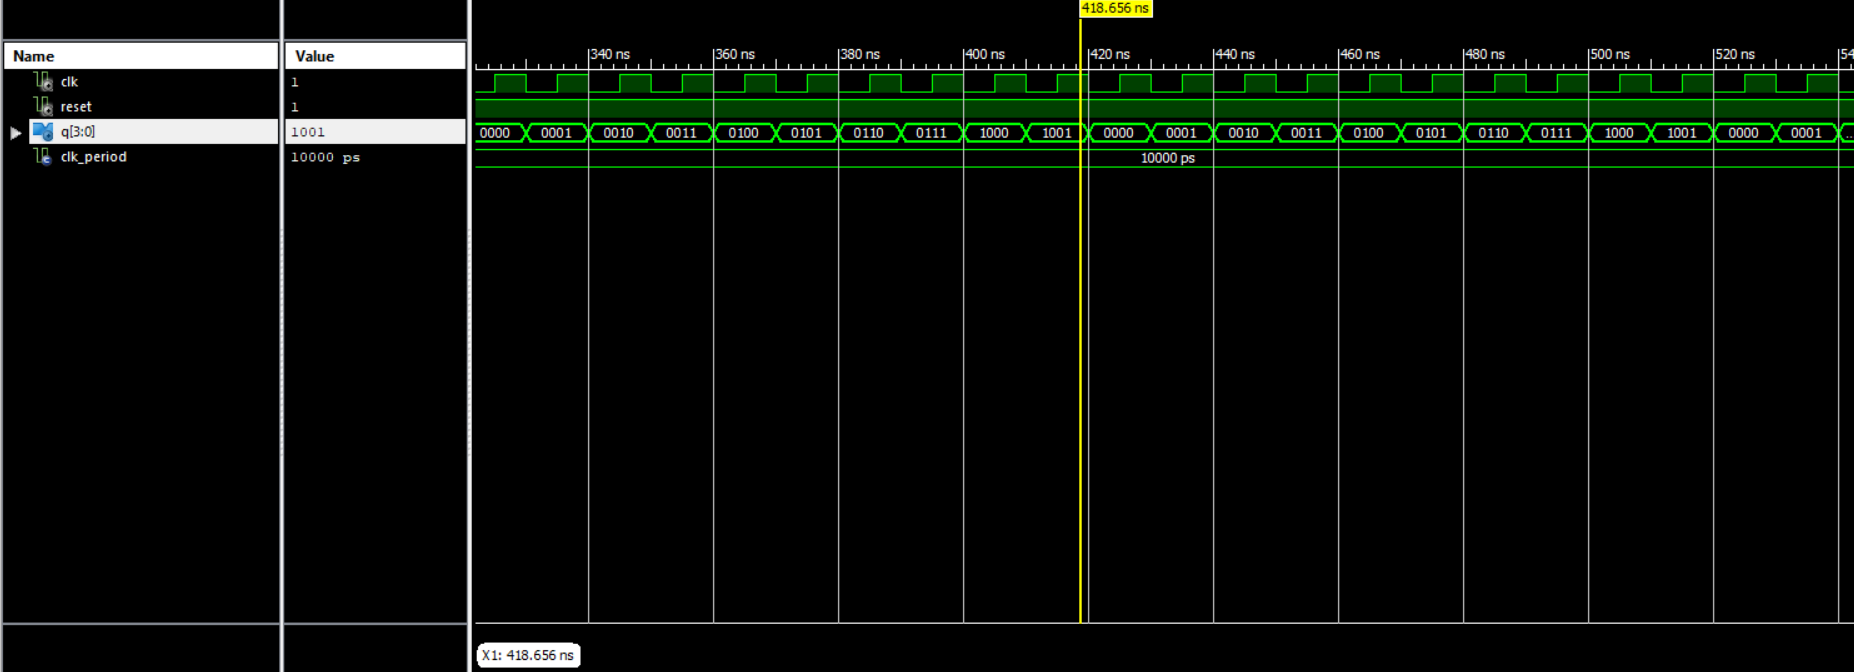 418.656 ns
Name Value
340 ns 360 ns 380 ns 400 ns 420 ns 440 ns 460 ns 480 ns 500 ns 520 ns 54
clk 1
reset 1
q[3:0] 1001 0000 0001 0010 0011 0100 0101 0110 0111 1000 1001 0000 0001 0010 0011 0100 0101 0110 0111 1000 1001 0000 0001 ...
clk_period 10000 ps 10000 ps
X1: 418.656 ns